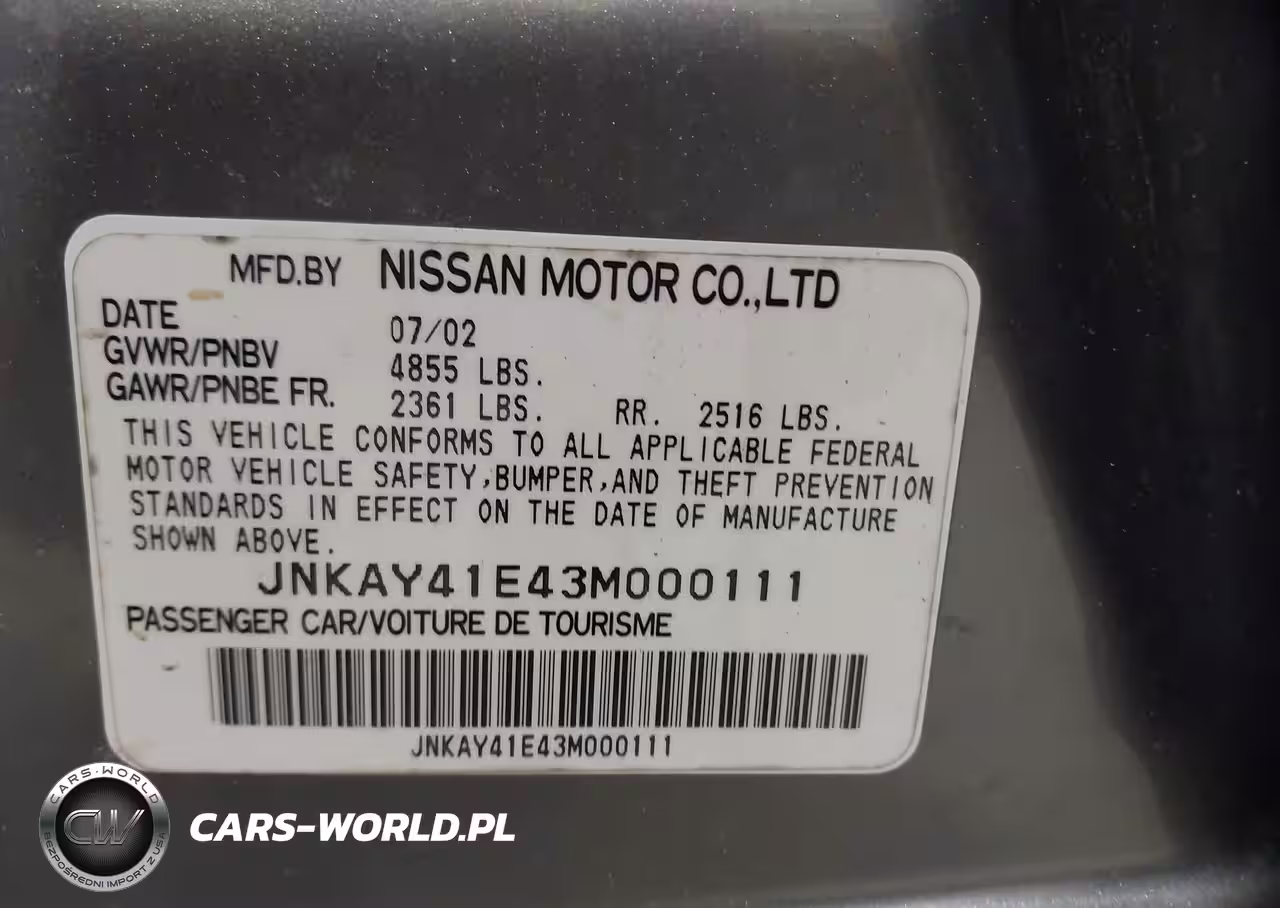 MFD.BY NISSAN MOTOR CO.,LTD
DATE 07/02
GVWR/PNBV 4855 LBS.
GAWR/PNBE FR. 2361 LBS. RR. 2516 LBS.
THIS VEHICLE CONFORMS TO ALL APPLICABLE FEDERAL
MOTOR VEHICLE SAFETY,BUMPER,AND THEFT PREVENTION
STANDARDS IN EFFECT ON THE DATE OF MANUFACTURE
SHOWN ABOVE.
JNKAY41E43M000111
PASSENGER CAR/VOITURE DE TOURISME
JNKAY41E43M000111
CARS-WORLD
CW
BEZPOŚREDNI IMPORT Z USA
CARS-WORLD.PL